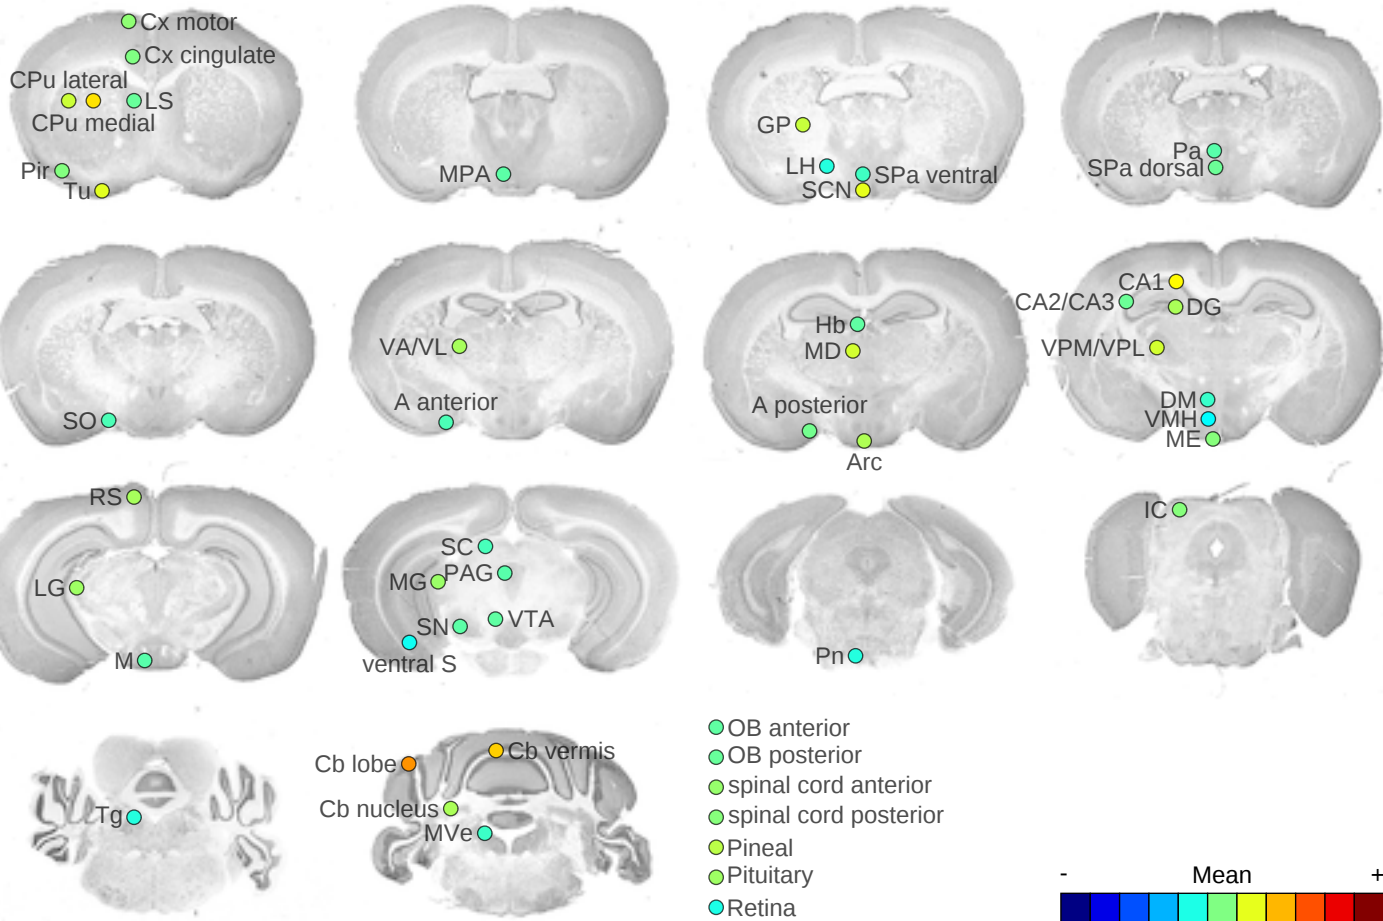 Cx motor
Cx cingulate
CPu lateral
LS
CPu medial
Pir
Tu
MPA
GP
LH
SPa ventral
SCN
Pa
SPa dorsal
SO
VA/VL
A anterior
Hb
MD
A posterior
Arc
CA1
CA2/CA3
DG
VPM/VPL
DM
VMH
ME
RS
LG
M
SC
PAG
MG
VTA
SN
ventral S
Pn
IC
Tg
Cb lobe
Cb vermis
Cb nucleus
MVe
OB anterior
OB posterior
spinal cord anterior
spinal cord posterior
Pineal
Pituitary
Retina
- Mean +